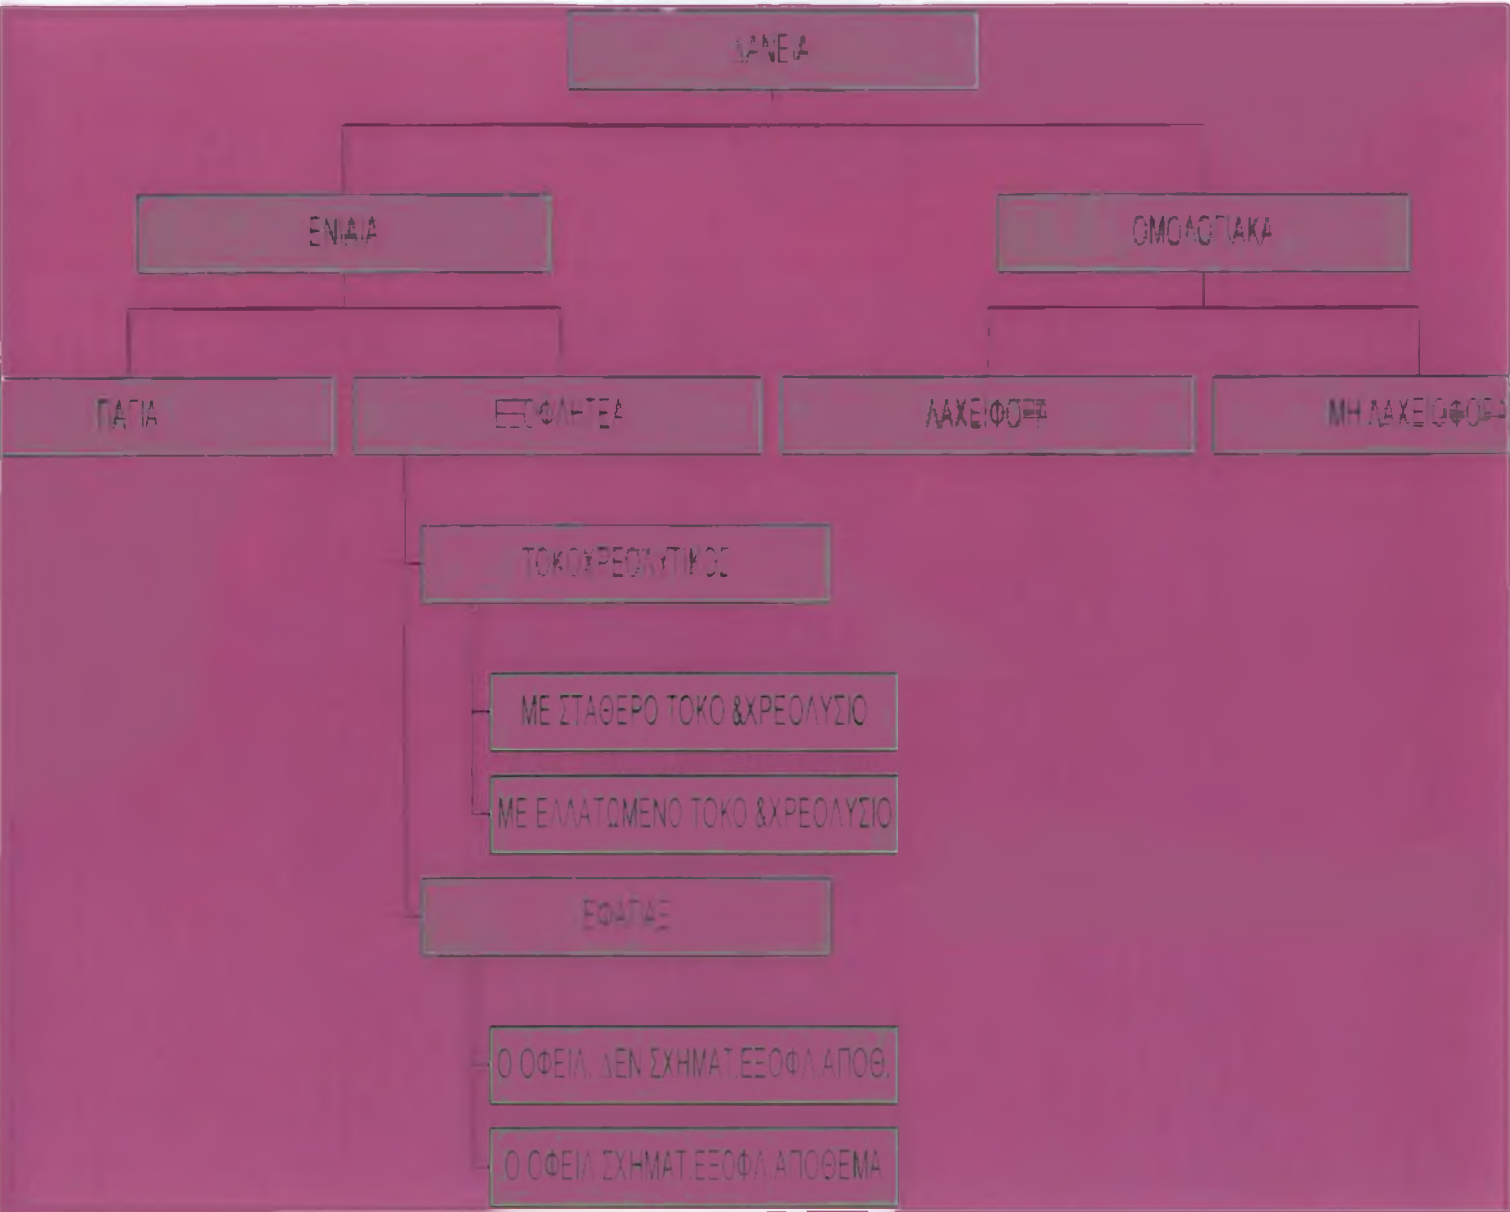 ΔΑΝΕΙΑ
ΕΝΙΑΙΑ
ΟΜΟΛΟΓΙΑΚΑ
ΠΑΓΙΑ
ΕΞΟΦΛΗΤΕΑ
ΛΑΧΕΙΦΟΡΑ
ΜΗ ΛΑΧΕΙΟΦΟΡΑ
ΤΟΚΟΧΡΕΟΛΥΤΙΚΟΣ
ΜΕ ΣΤΑΘΕΡΟ ΤΟΚΟ &ΧΡΕΟΛΥΣΙΟ
ΜΕ ΕΛΛΑΤΩΜΕΝΟ ΤΟΚΟ &ΧΡΕΟΛΥΣΙΟ
ΕΦΑΠΑΞ
Ο ΟΦΕΙΛ. ΔΕΝ ΣΧΗΜΑΤ.ΕΞΟΦΛ.ΑΠΟΘ.
Ο ΟΦΕΙΛ ΣΧΗΜΑΤ.ΕΞΟΦΛ.ΑΠΟΘΕΜΑ